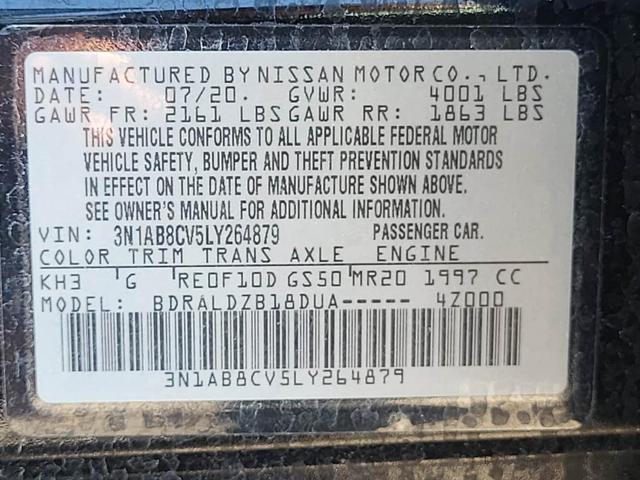 MANUFACTURED BY NISSAN MOTOR CO., LTD.
DATE: 07/20. GVWR: 4001 LBS
GAWR FR: 2161 LBS GAWR RR: 1863 LBS
THIS VEHICLE CONFORMS TO ALL APPLICABLE FEDERAL MOTOR
VEHICLE SAFETY, BUMPER AND THEFT PREVENTION STANDARDS
IN EFFECT ON THE DATE OF MANUFACTURE SHOWN ABOVE.
SEE OWNER'S MANUAL FOR ADDITIONAL INFORMATION.
VIN: 3N1AB8CV5LY264879 PASSENGER CAR.
COLOR TRIM TRANS AXLE ENGINE
KH3 G RE0F10D GS50 MR20 1997 CC
MODEL: BDRALDZB18DUA----- 4Z000
3N1AB8CV5LY264879